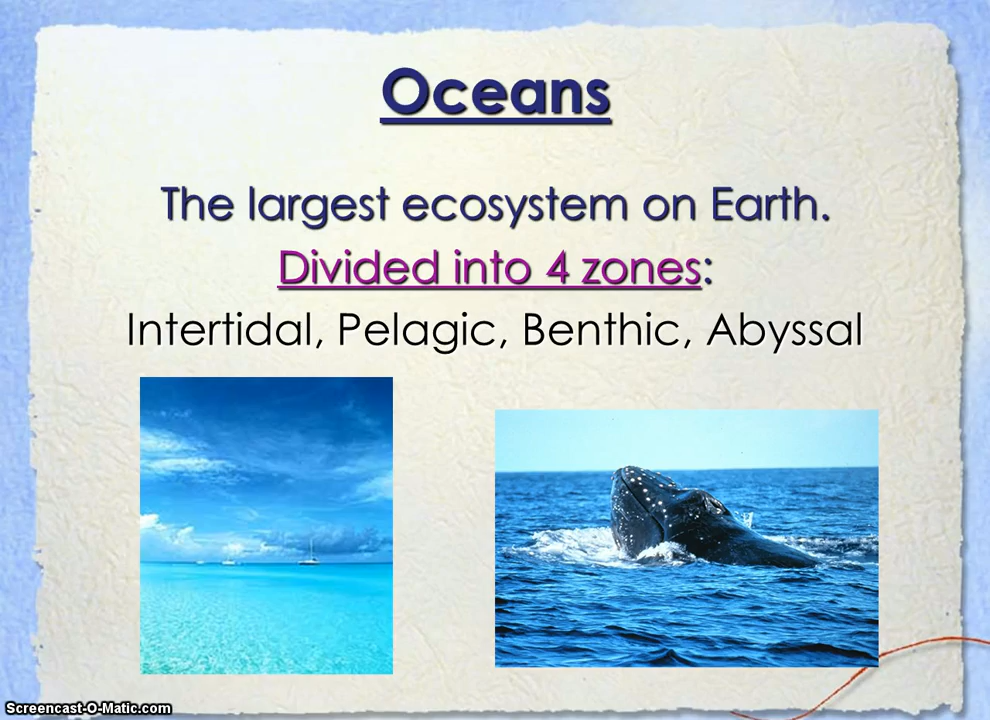 Oceans
The largest ecosystem on Earth.
Divided into 4 zones:
Intertidal, Pelagic, Benthic, Abyssal
Screencast-O-Matic.com